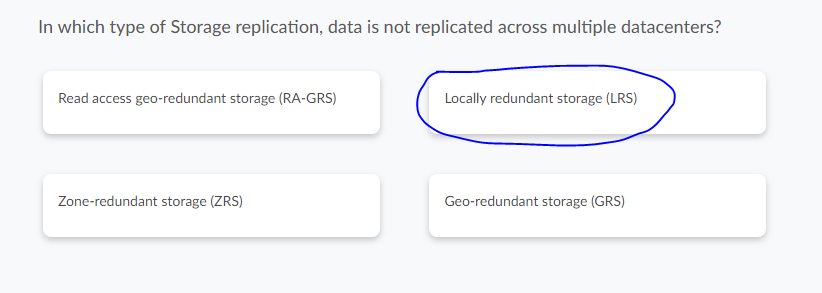 In which type of Storage replication, data is not replicated across multiple datacenters?
Read access geo-redundant storage (RA-GRS)
Locally redundant storage (LRS)
Zone-redundant storage (ZRS)
Geo-redundant storage (GRS)